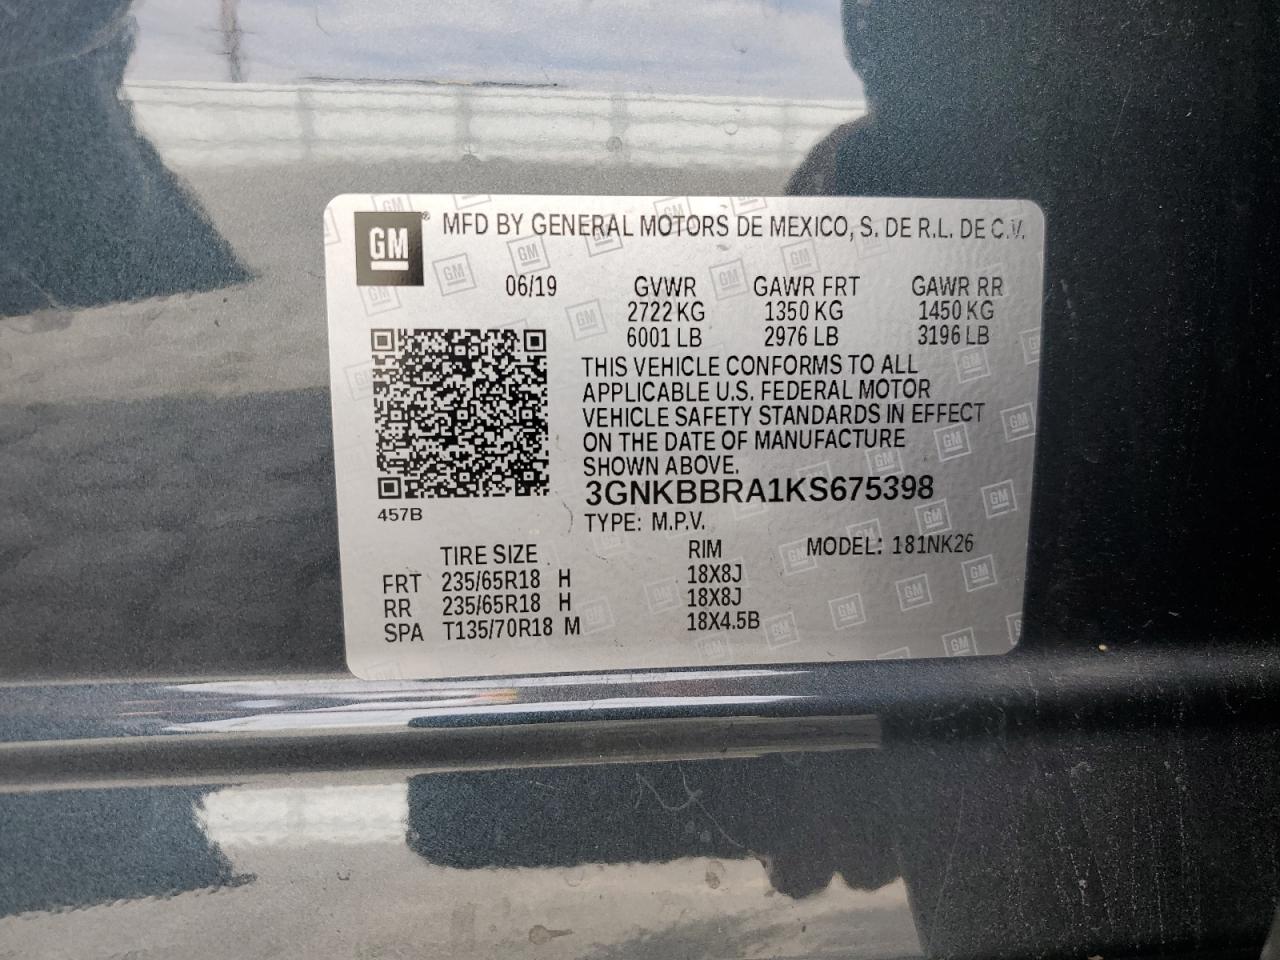 GM® MFD BY GENERAL MOTORS DE MEXICO, S. DE R.L. DE C.V.
06/19 GVWR GAWR FRT GAWR RR
2722 KG 1350 KG 1450 KG
6001 LB 2976 LB 3196 LB
THIS VEHICLE CONFORMS TO ALL
APPLICABLE U.S. FEDERAL MOTOR
VEHICLE SAFETY STANDARDS IN EFFECT
ON THE DATE OF MANUFACTURE
SHOWN ABOVE.
3GNKBBRA1KS675398
457B
TYPE: M.P.V.
TIRE SIZE RIM MODEL: 181NK26
FRT 235/65R18 H 18X8J
RR 235/65R18 H 18X8J
SPA T135/70R18 M 18X4.5B